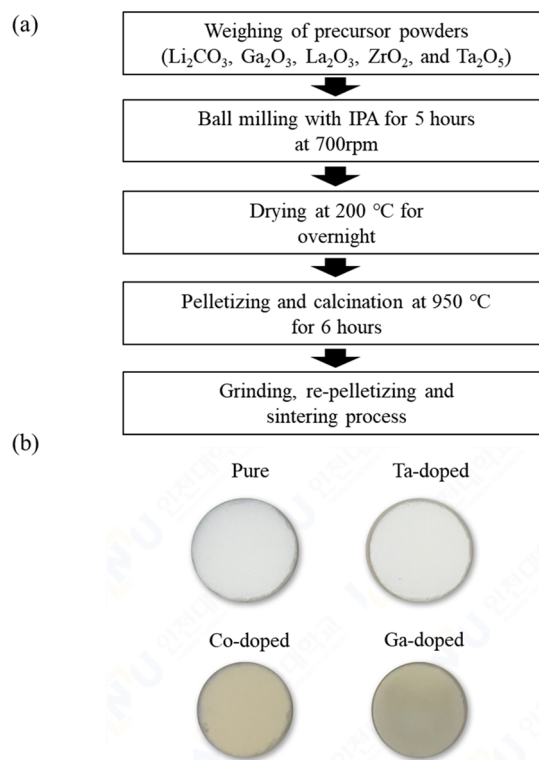 (a)
Weighing of precursor powders
(Li₂CO₃, Ga₂O₃, La₂O₃, ZrO₂, and Ta₂O₅)
Ball milling with IPA for 5 hours
at 700rpm
Drying at 200 ℃ for
overnight
Pelletizing and calcination at 950 ℃
for 6 hours
Grinding, re-pelletizing and
sintering process
(b)
Pure
Ta-doped
Co-doped
Ga-doped